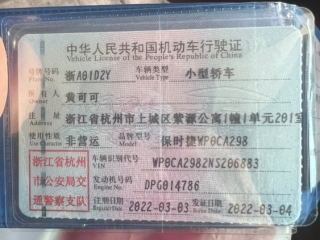 中华人民共和国机动车行驶证
Vehicle License of the People's Republic of China
号牌号码 浙A01D2Y 车辆类型 小型轿车
Vehicle Type
所有人 黄可可
Owner
住址 浙江省杭州市上城区紫源公寓1幢1单元201室
Address
使用性质 非营运 品牌型号 保时捷WP0CA298
Use Character Model
浙江省杭州 车辆识别代号 WP0CA2982NS206883
VIN
市公安局交 发动机号码 DPG014786
Engine No.
通警察支队 注册日期 2022-03-03 发证日期 2022-03-04
Register Date Issue Date